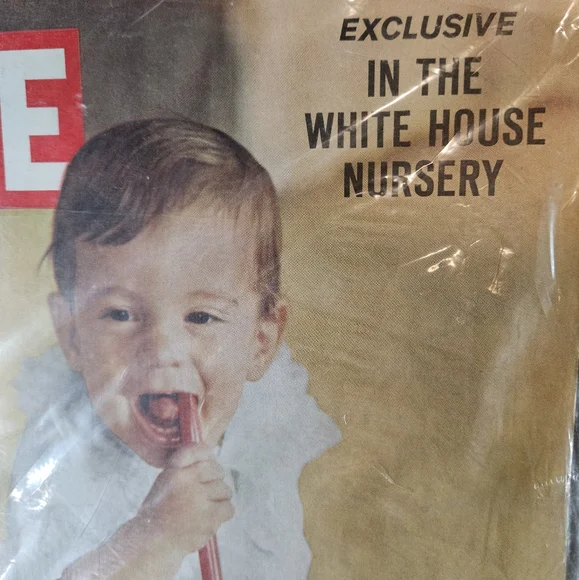 E
EXCLUSIVE
IN THE
WHITE HOUSE
NURSERY